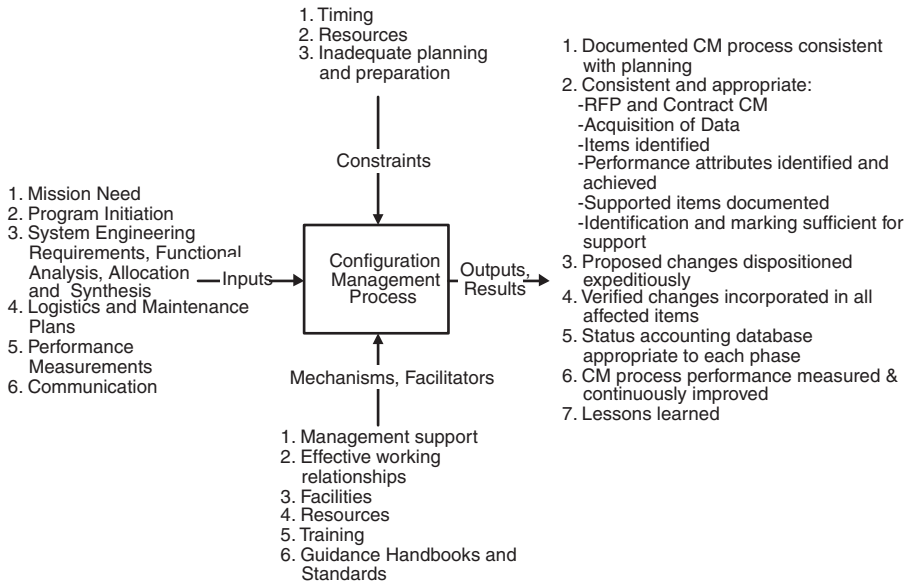 1. Timing
2. Resources
3. Inadequate planning
and preparation
Constraints
1. Mission Need
2. Program Initiation
3. System Engineering
Requirements, Functional
Analysis, Allocation
and Synthesis
4. Logistics and Maintenance
Plans
5. Performance
Measurements
6. Communication
Inputs
Configuration
Management
Process
Outputs,
Results
Mechanisms, Facilitators
1. Management support
2. Effective working
relationships
3. Facilities
4. Resources
5. Training
6. Guidance Handbooks and
Standards
1. Documented CM process consistent
with planning
2. Consistent and appropriate:
-RFP and Contract CM
-Acquisition of Data
-Items identified
-Performance attributes identified and
achieved
-Supported items documented
-Identification and marking sufficient for
support
3. Proposed changes dispositioned
expeditiously
4. Verified changes incorporated in all
affected items
5. Status accounting database
appropriate to each phase
6. CM process performance measured &
continuously improved
7. Lessons learned